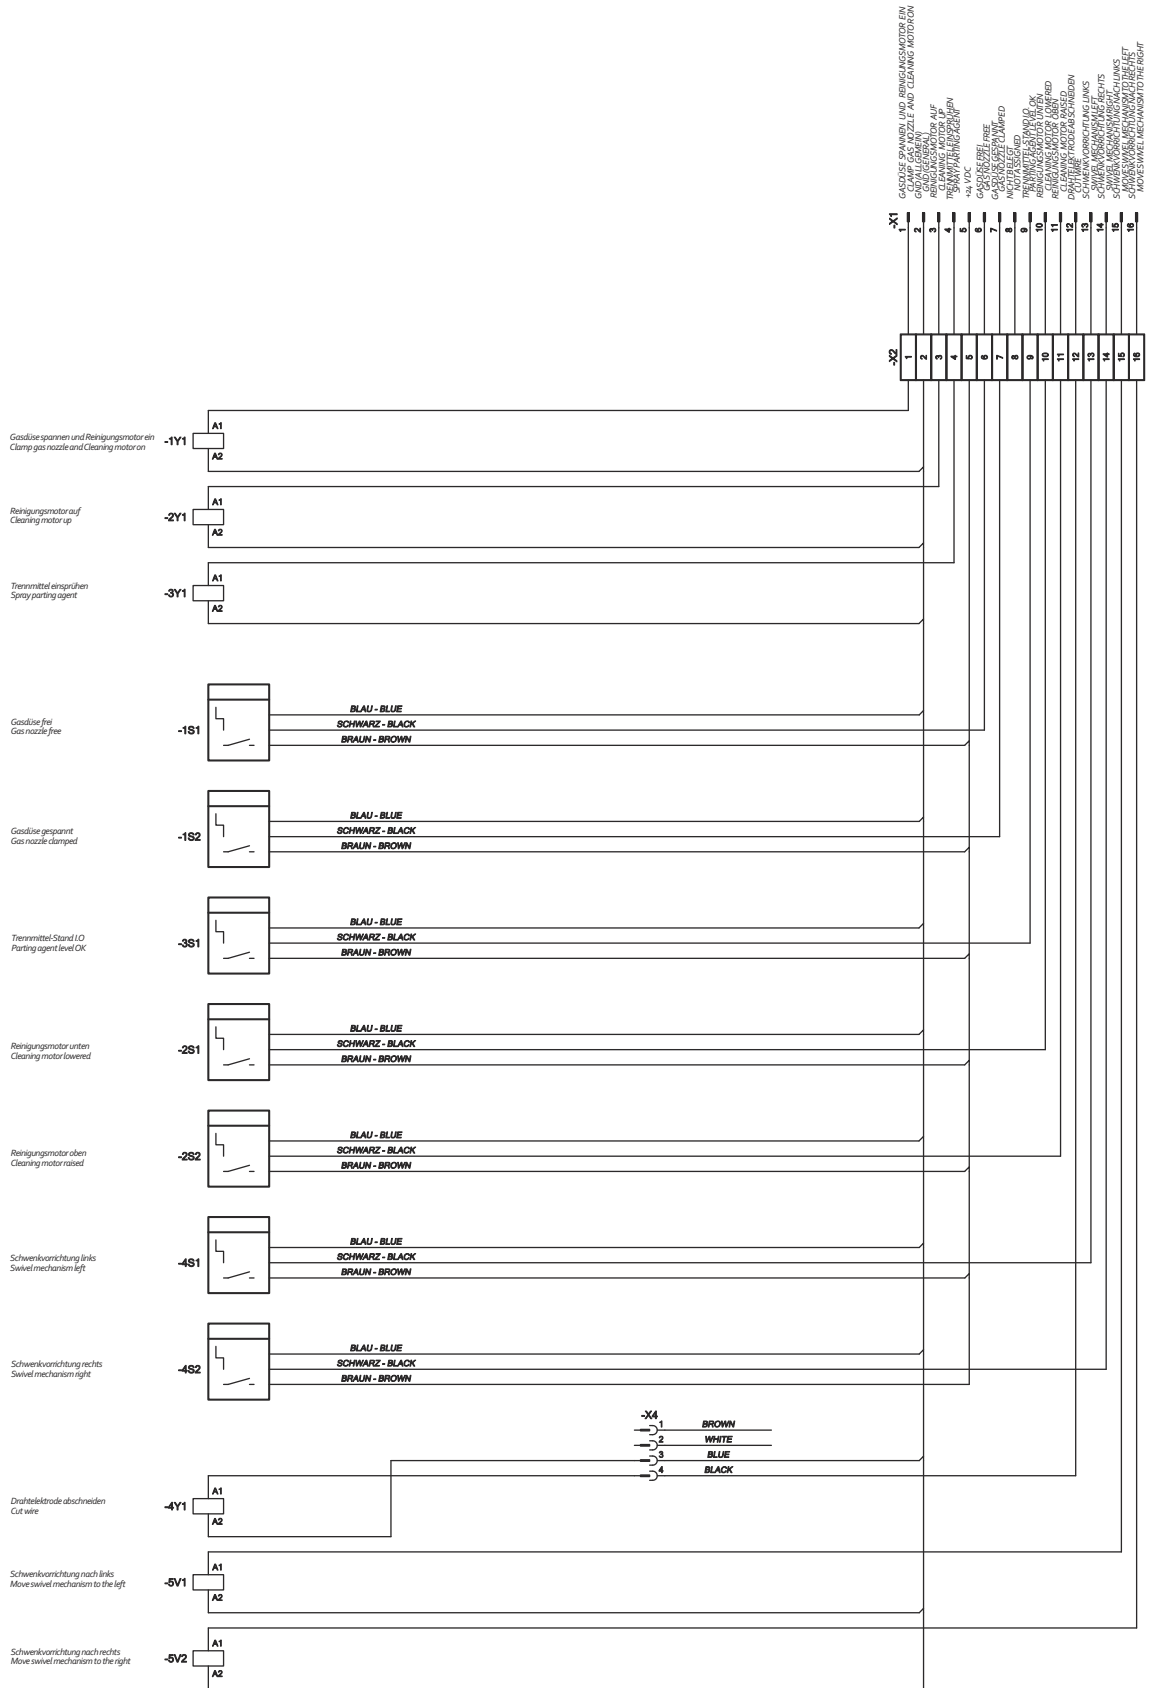 GASDÜSE SPANNEN UND REINIGUNGSMOTOR EIN
CLAMP GAS NOZZLE AND CLEANING MOTOR ON
GND (ALLGEMEIN)
GND (GENERAL)
REINIGUNGSMOTOR AUF
CLEANING MOTOR UP
TRENNMITTEL EINSPRÜHEN
SPRAY PARTING AGENT
+24 VDC
GASDÜSE FREI
GAS NOZZLE FREE
GASDÜSE GESPANNT
GAS NOZZLE CLAMPED
NICHT BELEGT
NOT ASSIGNED
TRENNMITTEL-STAND I.O
PARTING AGENT LEVEL OK
REINIGUNGSMOTOR UNTEN
CLEANING MOTOR LOWERED
REINIGUNGSMOTOR OBEN
CLEANING MOTOR RAISED
DRAHTELEKTRODE ABSCHNEIDEN
CUT WIRE
SCHWENKVORRICHTUNG LINKS
SWIVEL MECHANISM LEFT
SCHWENKVORRICHTUNG RECHTS
SWIVEL MECHANISM RIGHT
SCHWENKVORRICHTUNG NACH LINKS
MOVE SWIVEL MECHANISM TO THE LEFT
SCHWENKVORRICHTUNG NACH RECHTS
MOVE SWIVEL MECHANISM TO THE RIGHT
-X1
1 2 3 4 5 6 7 8 9 10 11 12 13 14 15 16
-X2
1 2 3 4 5 6 7 8 9 10 11 12 13 14 15 16
Gasdüse spannen und Reinigungsmotor ein
Clamp gas nozzle and Cleaning motor on
-1Y1
A1
A2
Reinigungsmotor auf
Cleaning motor up
-2Y1
A1
A2
Trennmittel einsprühen
Spray parting agent
-3Y1
A1
A2
Gasdüse frei
Gas nozzle free
-1S1
BLAU - BLUE
SCHWARZ - BLACK
BRAUN - BROWN
Gasdüse gespannt
Gas nozzle clamped
-1S2
BLAU - BLUE
SCHWARZ - BLACK
BRAUN - BROWN
Trennmittel-Stand I.O
Parting agent level OK
-3S1
BLAU - BLUE
SCHWARZ - BLACK
BRAUN - BROWN
Reinigungsmotor unten
Cleaning motor lowered
-2S1
BLAU - BLUE
SCHWARZ - BLACK
BRAUN - BROWN
Reinigungsmotor oben
Cleaning motor raised
-2S2
BLAU - BLUE
SCHWARZ - BLACK
BRAUN - BROWN
Schwenkvorrichtung links
Swivel mechanism left
-4S1
BLAU - BLUE
SCHWARZ - BLACK
BRAUN - BROWN
Schwenkvorrichtung rechts
Swivel mechanism right
-4S2
BLAU - BLUE
SCHWARZ - BLACK
BRAUN - BROWN
-X4
1 BROWN
2 WHITE
3 BLUE
4 BLACK
Drahtelektrode abschneiden
Cut wire
-4Y1
A1
A2
Schwenkvorrichtung nach links
Move swivel mechanism to the left
-5V1
A1
A2
Schwenkvorrichtung nach rechts
Move swivel mechanism to the right
-5V2
A1
A2